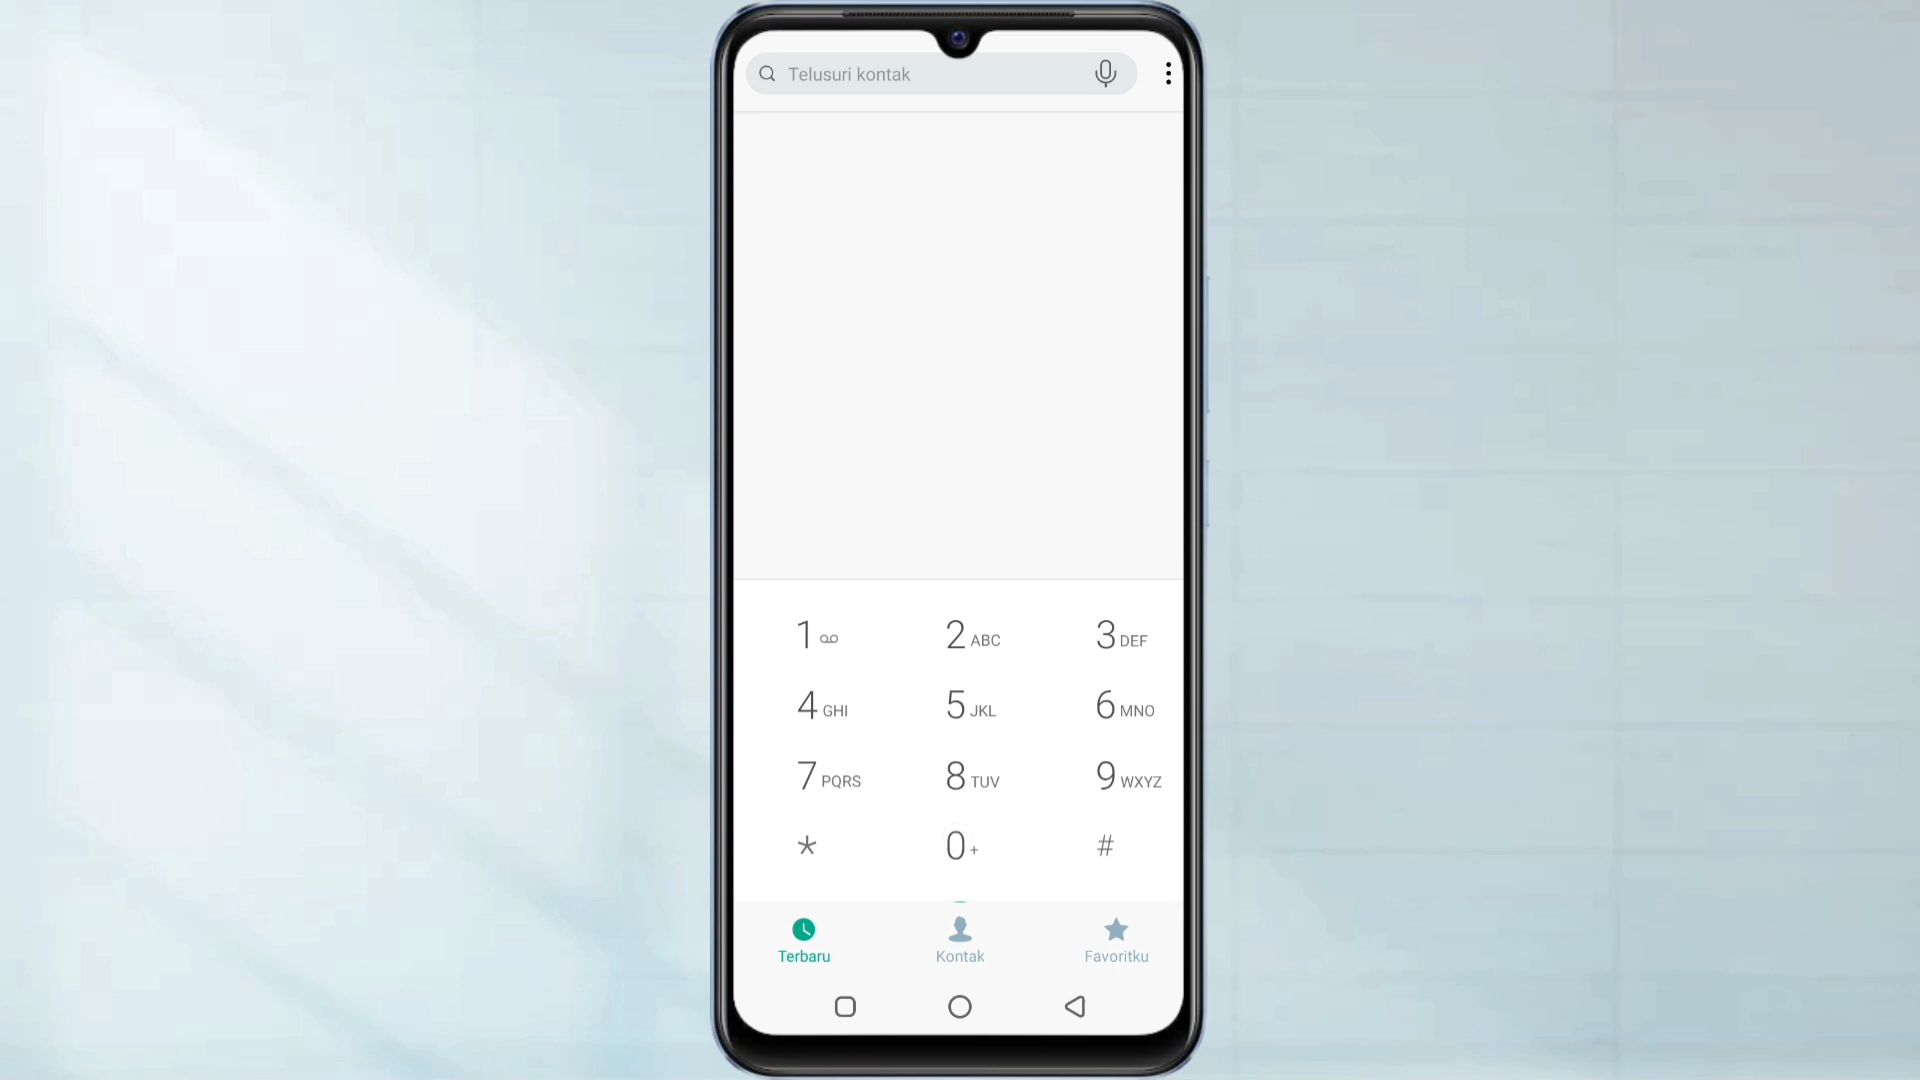 Telusuri kontak
1 2 ABC 3 DEF
4 GHI 5 JKL 6 MNO
7 PQRS 8 TUV 9 WXYZ
* 0 + #
Terbaru Kontak Favoritku